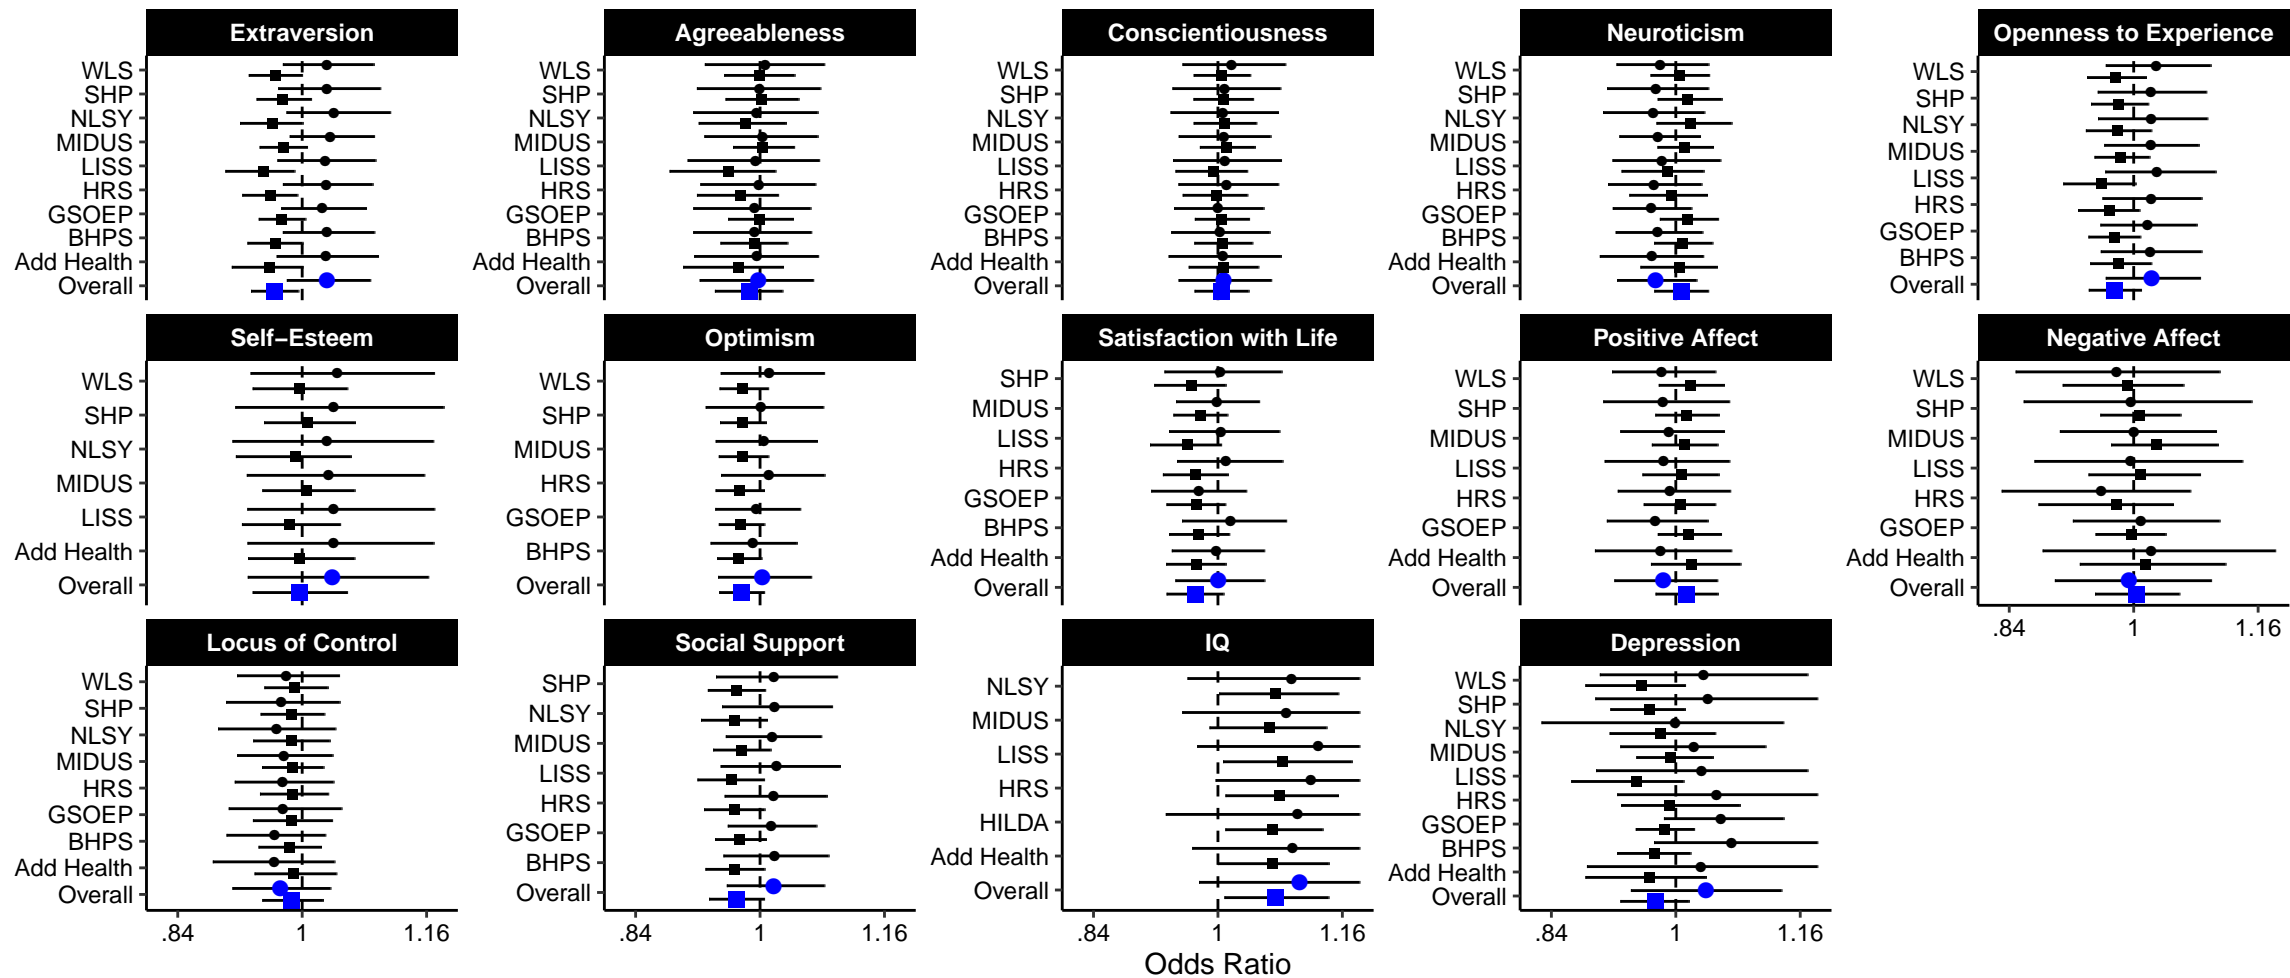 Extraversion
WLS
SHP
NLSY
MIDUS
LISS
HRS
GSOEP
BHPS
Add Health
Overall
Agreeableness
WLS
SHP
NLSY
MIDUS
LISS
HRS
GSOEP
BHPS
Add Health
Overall
Conscientiousness
WLS
SHP
NLSY
MIDUS
LISS
HRS
GSOEP
BHPS
Add Health
Overall
Neuroticism
WLS
SHP
NLSY
MIDUS
LISS
HRS
GSOEP
BHPS
Add Health
Overall
Openness to Experience
WLS
SHP
NLSY
MIDUS
LISS
HRS
GSOEP
BHPS
Overall
Self−Esteem
WLS
SHP
NLSY
MIDUS
LISS
Add Health
Overall
Optimism
WLS
SHP
MIDUS
HRS
GSOEP
BHPS
Overall
Satisfaction with Life
SHP
MIDUS
LISS
HRS
GSOEP
BHPS
Add Health
Overall
Positive Affect
WLS
SHP
MIDUS
LISS
HRS
GSOEP
Add Health
Overall
Negative Affect
WLS
SHP
MIDUS
LISS
HRS
GSOEP
Add Health
Overall
.84 1 1.16
Locus of Control
WLS
SHP
NLSY
MIDUS
HRS
GSOEP
BHPS
Add Health
Overall
.84 1 1.16
Social Support
SHP
NLSY
MIDUS
LISS
HRS
GSOEP
BHPS
Overall
.84 1 1.16
IQ
NLSY
MIDUS
LISS
HRS
HILDA
Add Health
Overall
.84 1 1.16
Depression
WLS
SHP
NLSY
MIDUS
LISS
HRS
GSOEP
BHPS
Add Health
Overall
.84 1 1.16
Odds Ratio